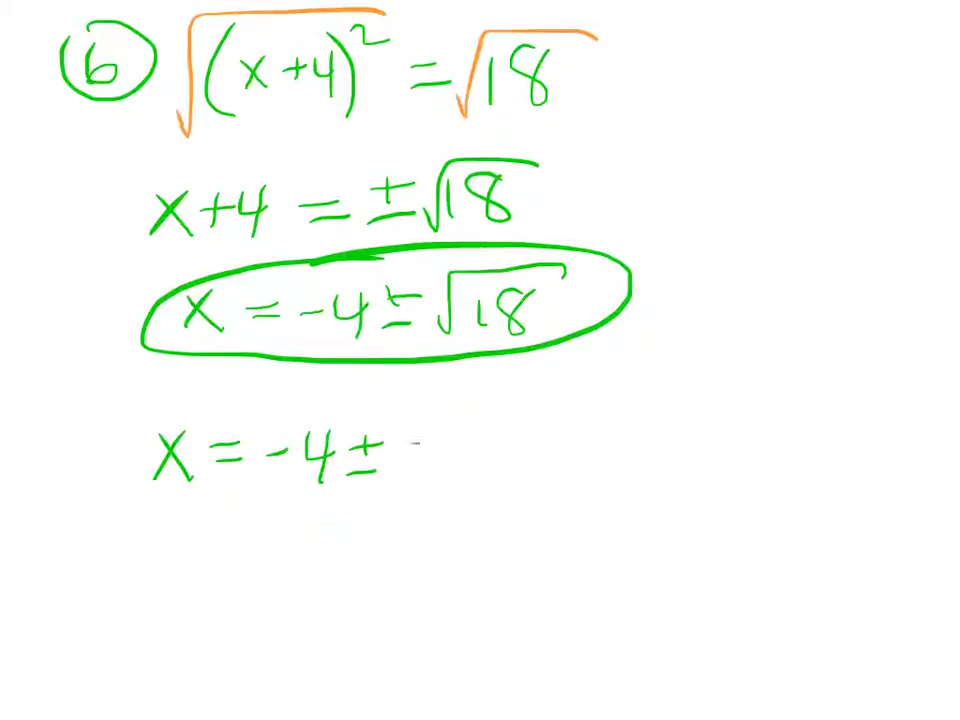 6 √(x+4)² = √18
x+4 = ±√18
x = -4 ± √18
x = -4 ±